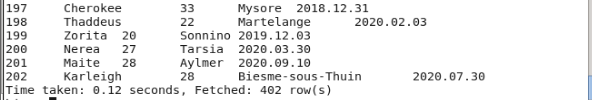 197 Cherokee 33 Mysore 2018.12.31
198 Thaddeus 22 Martelange 2020.02.03
199 Zorita 20 Sonnino 2019.12.03
200 Nerea 27 Tarsia 2020.03.30
201 Maite 28 Aylmer 2020.09.10
202 Karleigh 28 Biesme-sous-Thuin 2020.07.30
Time taken: 0.12 seconds, Fetched: 402 row(s)